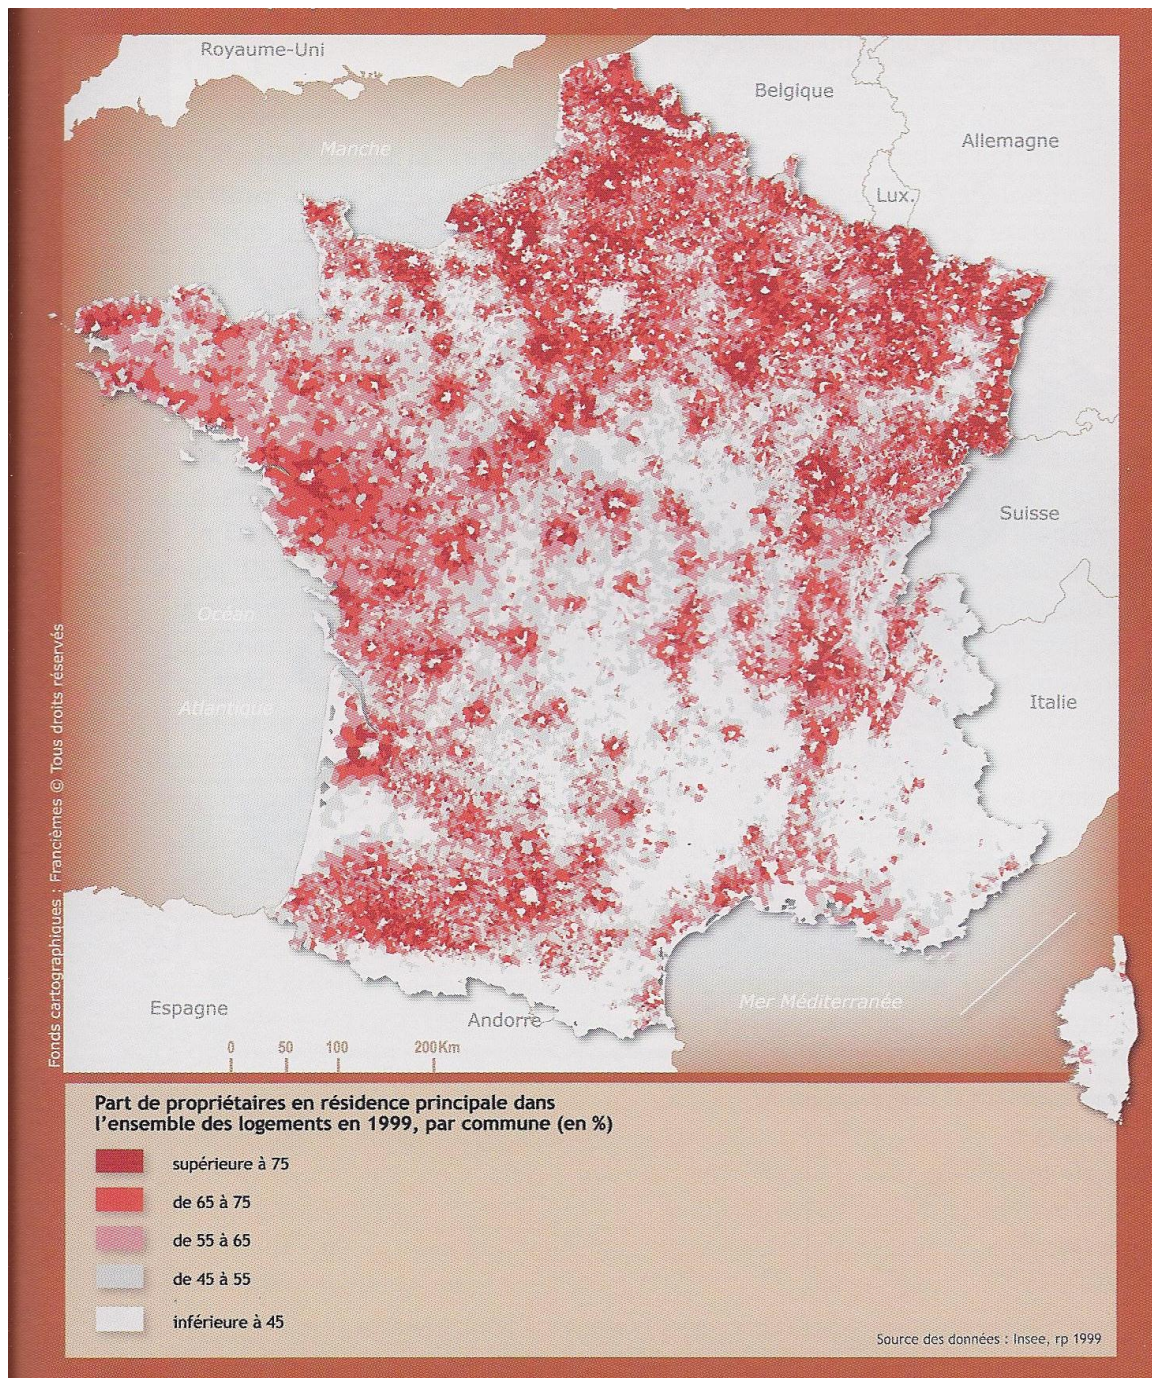 Royaume-Uni
Belgique
Allemagne
Manche
Lux.
Suisse
Océan
Atlantique
Italie
Espagne
Andorre
Mer Méditerranée
0 50 100 200Km
Fonds cartographiques : Francièmes © Tous droits réservés
Part de propriétaires en résidence principale dans
l'ensemble des logements en 1999, par commune (en %)
supérieure à 75
de 65 à 75
de 55 à 65
de 45 à 55
inférieure à 45
Source des données : Insee, rp 1999